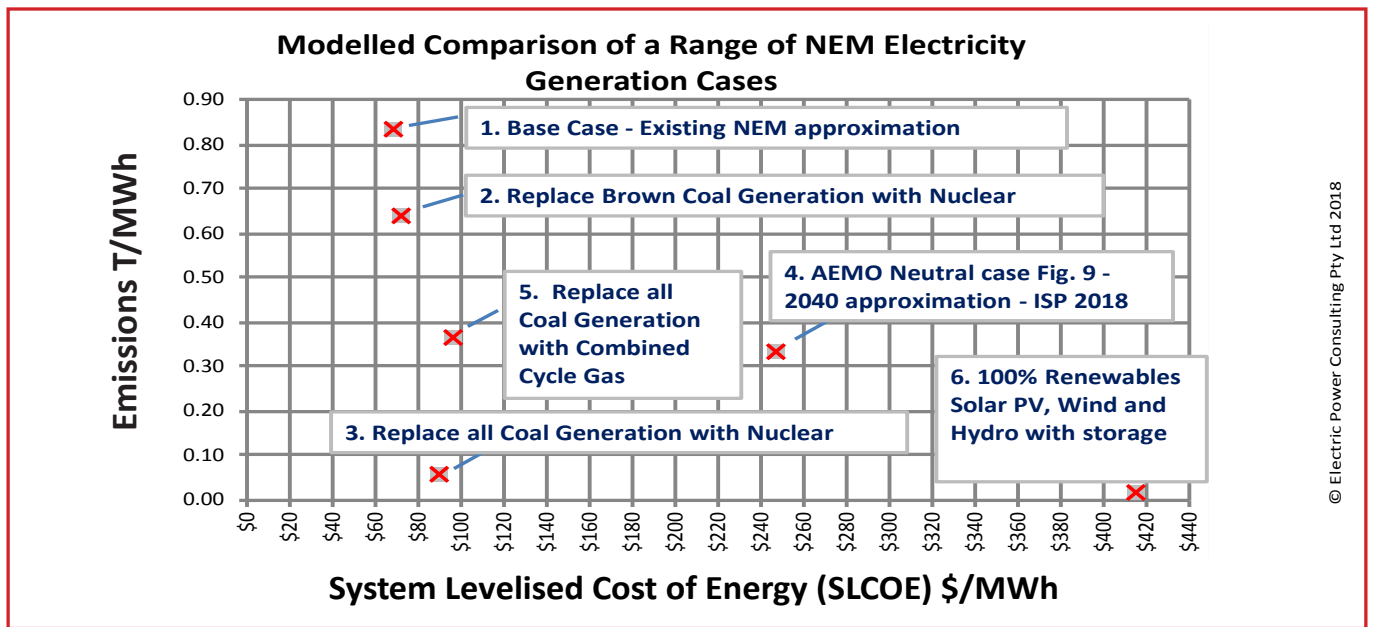 Modelled Comparison of a Range of NEM Electricity
Generation Cases
Emissions T/MWh
0.90
0.80
0.70
0.60
0.50
0.40
0.30
0.20
0.10
0.00
1. Base Case - Existing NEM approximation
2. Replace Brown Coal Generation with Nuclear
4. AEMO Neutral case Fig. 9 -
2040 approximation - ISP 2018
5. Replace all
Coal Generation
with Combined
Cycle Gas
6. 100% Renewables
Solar PV, Wind and
Hydro with storage
3. Replace all Coal Generation with Nuclear
$0
$20
$40
$60
$80
$100
$120
$140
$160
$180
$200
$220
$240
$260
$280
$300
$320
$340
$360
$380
$400
$420
$440
System Levelised Cost of Energy (SLCOE) $/MWh
© Electric Power Consulting Pty Ltd 2018